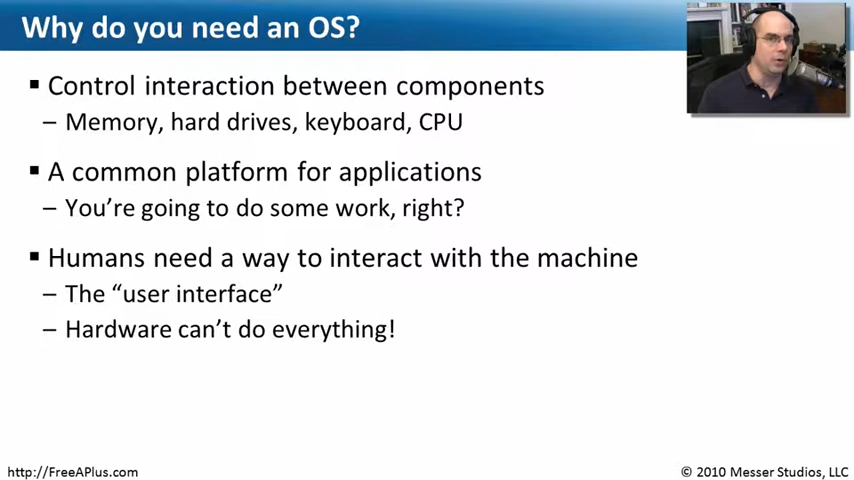 Why do you need an OS?
▪ Control interaction between components
– Memory, hard drives, keyboard, CPU
▪ A common platform for applications
– You’re going to do some work, right?
▪ Humans need a way to interact with the machine
– The “user interface”
– Hardware can’t do everything!
http://FreeAPlus.com
© 2010 Messer Studios, LLC